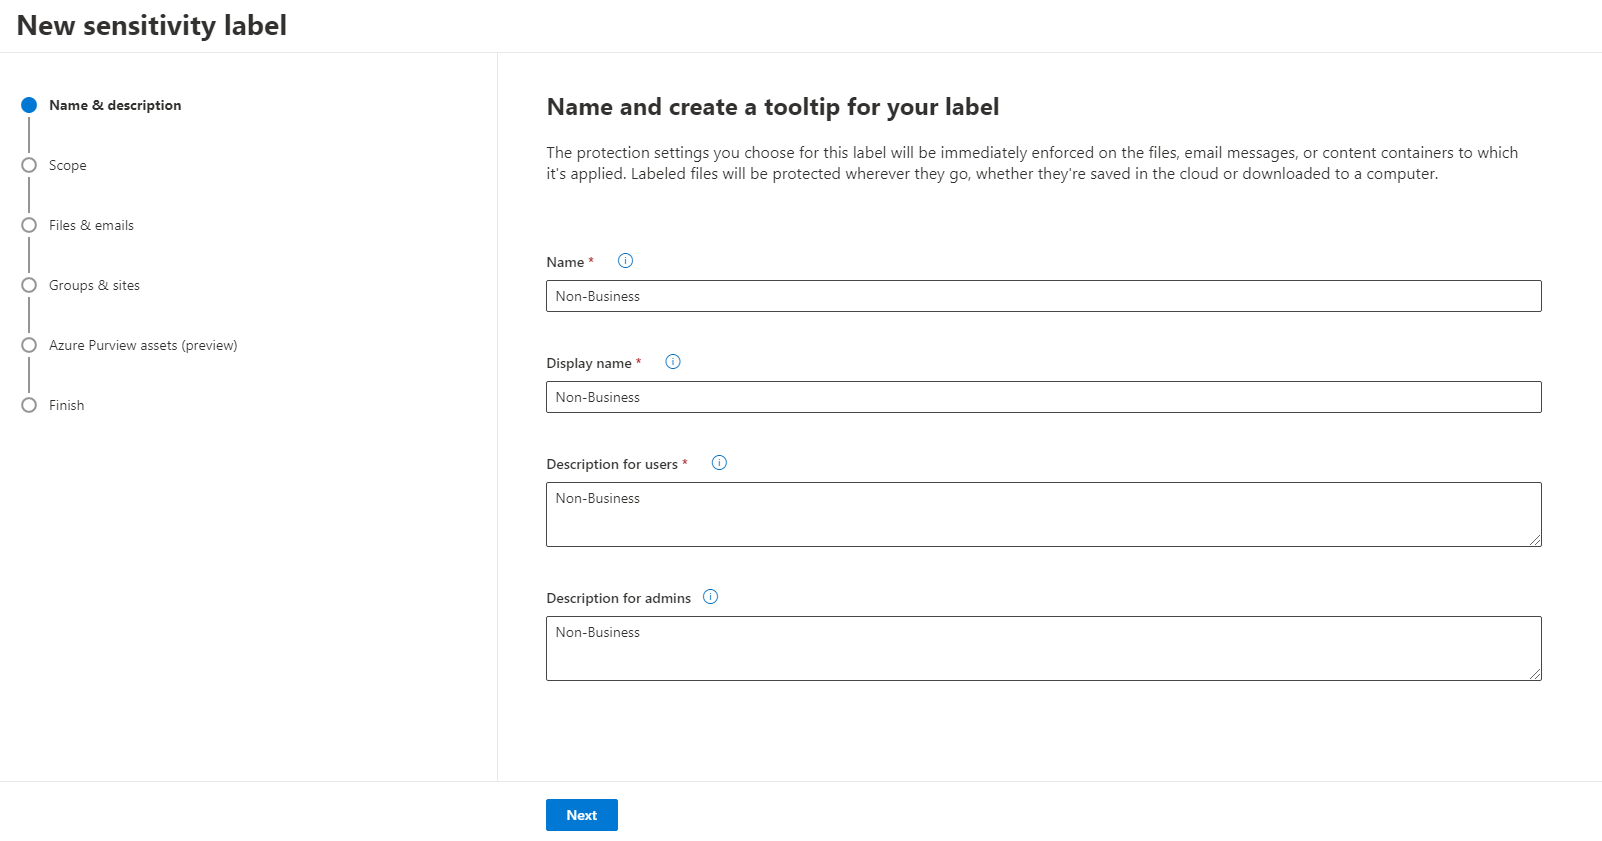 New sensitivity label
Name & description
Scope
Files & emails
Groups & sites
Azure Purview assets (preview)
Finish
Name and create a tooltip for your label
The protection settings you choose for this label will be immediately enforced on the files, email messages, or content containers to which
it's applied. Labeled files will be protected wherever they go, whether they're saved in the cloud or downloaded to a computer.
Name *
Non-Business
Display name *
Non-Business
Description for users *
Non-Business
Description for admins
Non-Business
Next